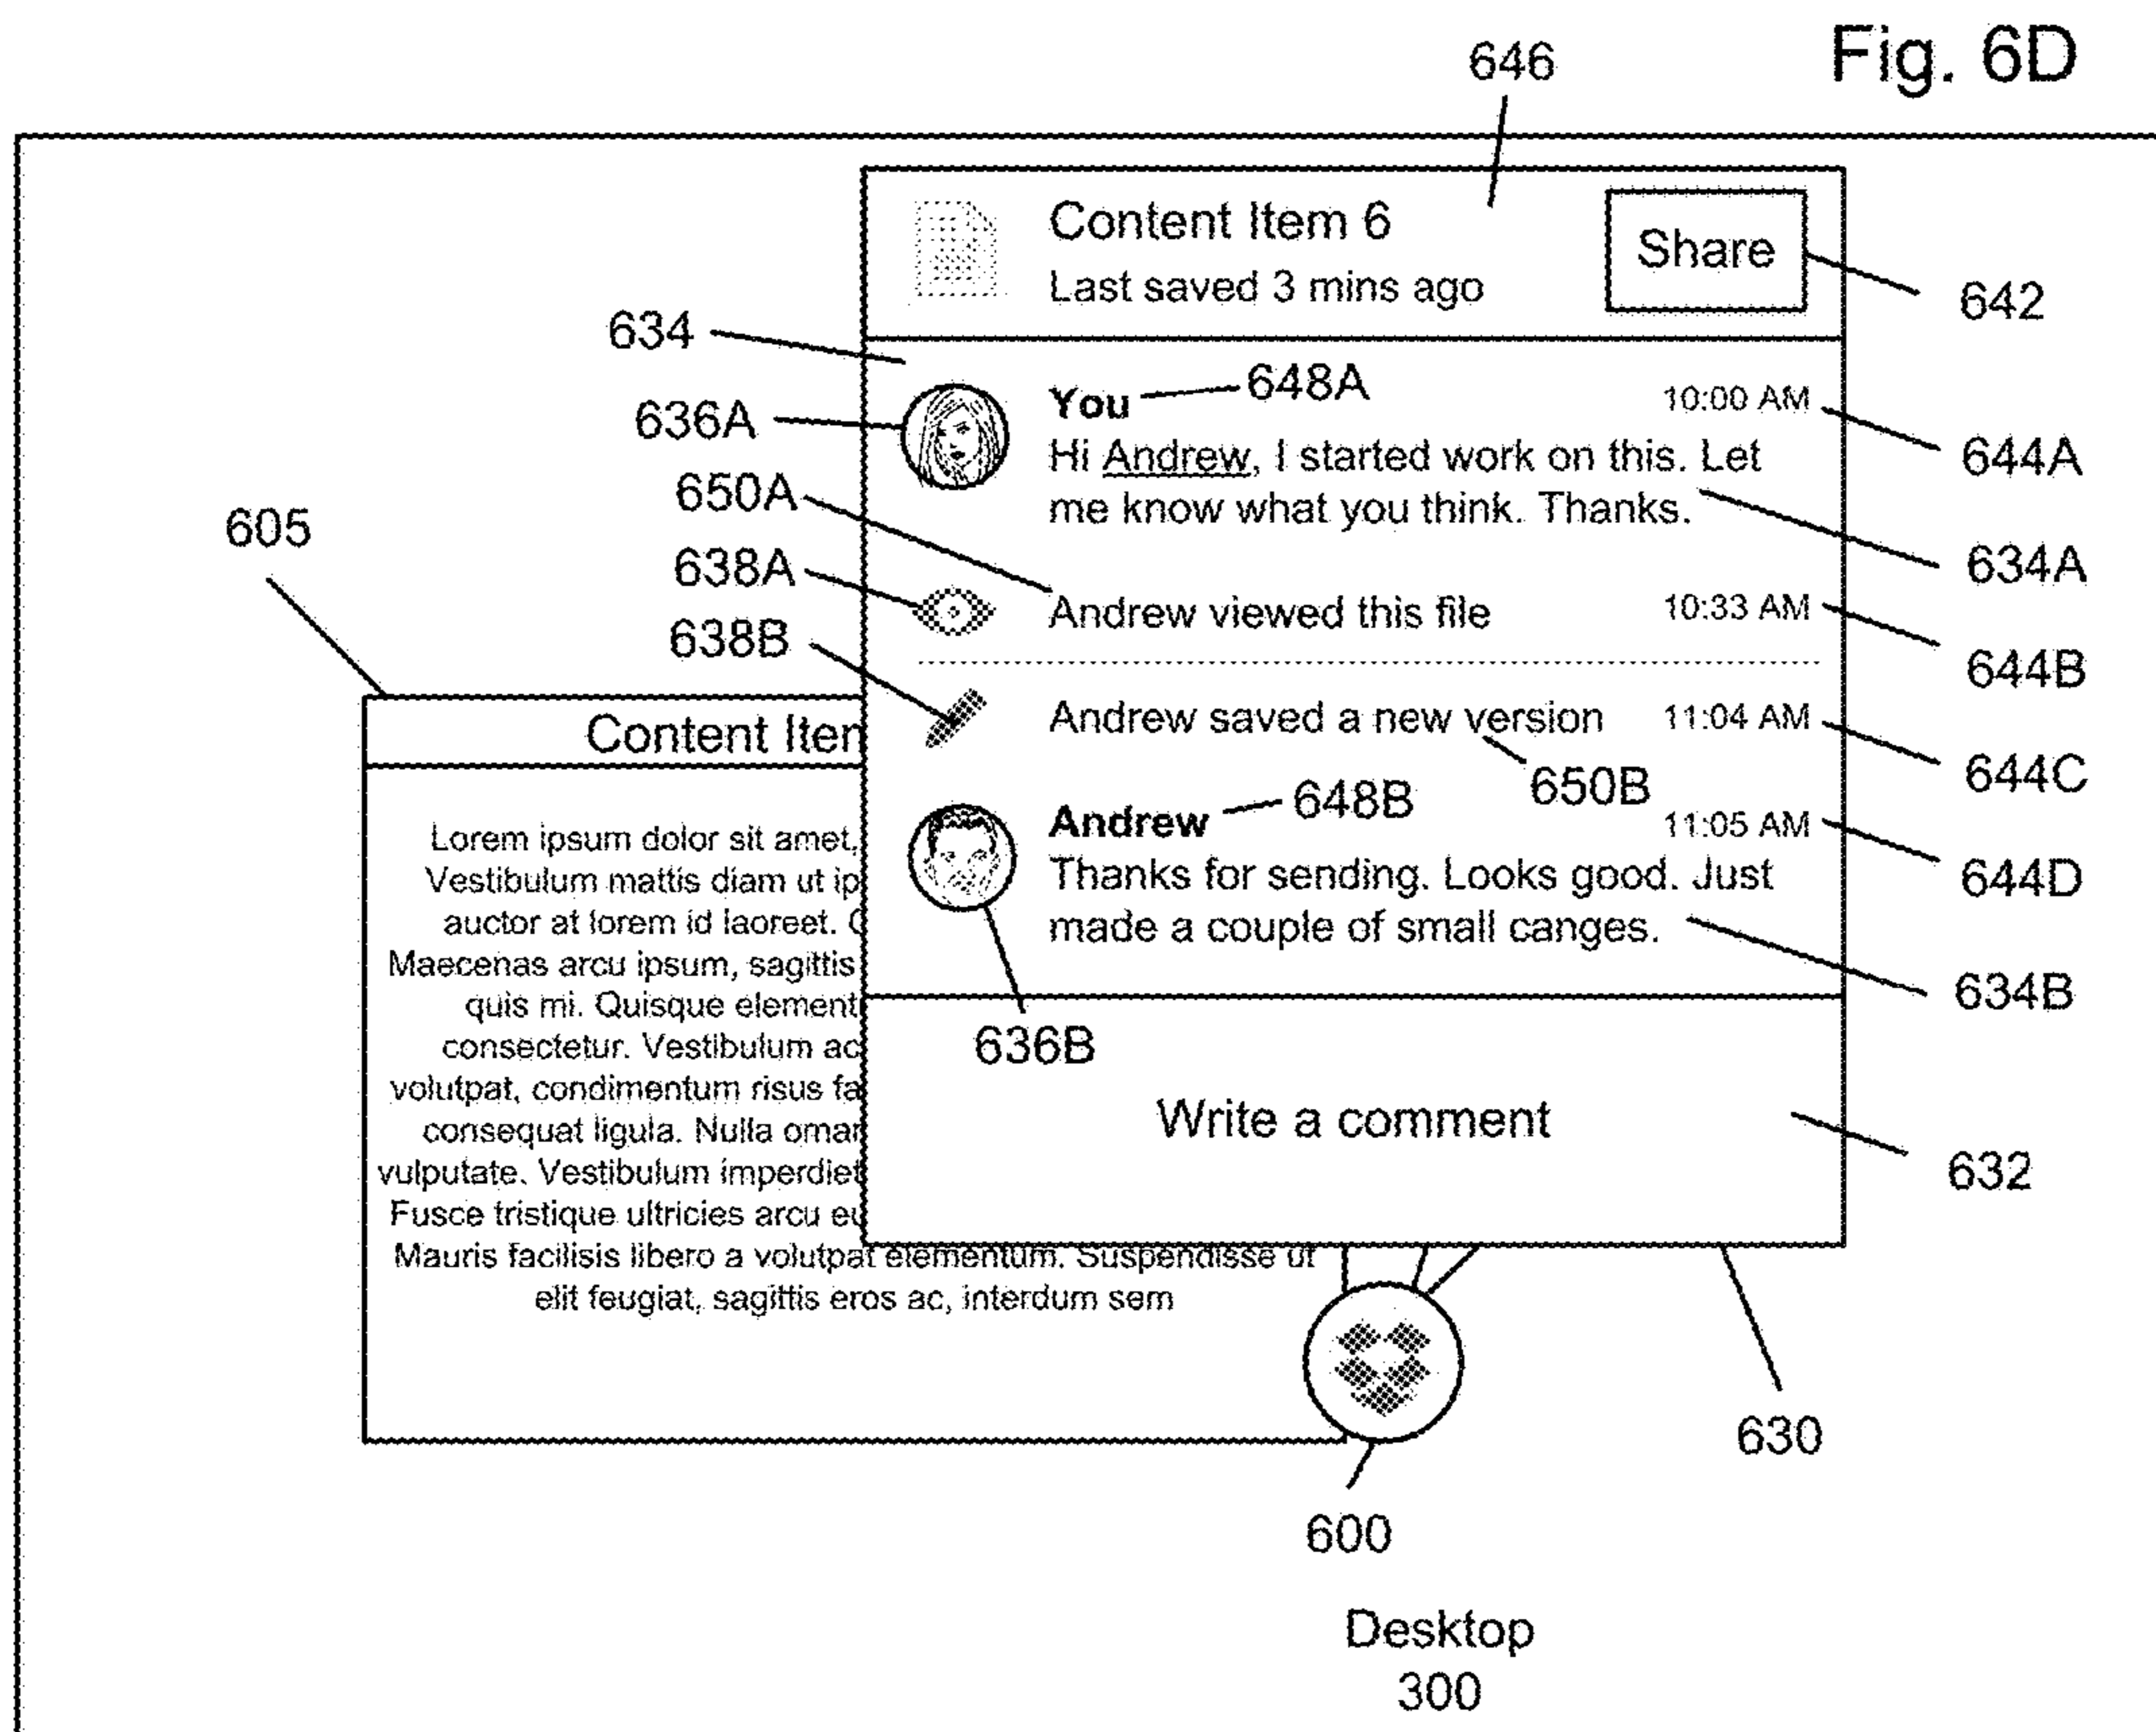 Fig. 6D
646
Content Item 6
Share
Last saved 3 mins ago
642
634
636A
You
648A
10:00 AM
644A
Hi Andrew, I started work on this. Let
me know what you think. Thanks.
634A
650A
605
638A
Andrew viewed this file
10:33 AM
644B
638B
Andrew saved a new version
11:04 AM
644C
650B
Andrew
648B
11:05 AM
644D
Thanks for sending. Looks good. Just
made a couple of small canges.
634B
636B
Write a comment
632
Content Item
Lorem ipsum dolor sit amet,
Vestibulum mattis diam ut ip
auctor at lorem id laoreet. C
Maecenas arcu ipsum, sagittis
quis mi. Quisque element
consectetur. Vestibulum ac
volutpat, condimentum risus fa
consequat ligula. Nulla ornar
vulputate. Vestibulum imperdiet
Fusce tristique ultricies arcu eu
Mauris facilisis libero a volutpat elementum. Suspendisse ut
elit feugiat, sagittis eros ac, interdum sem
630
600
Desktop
300